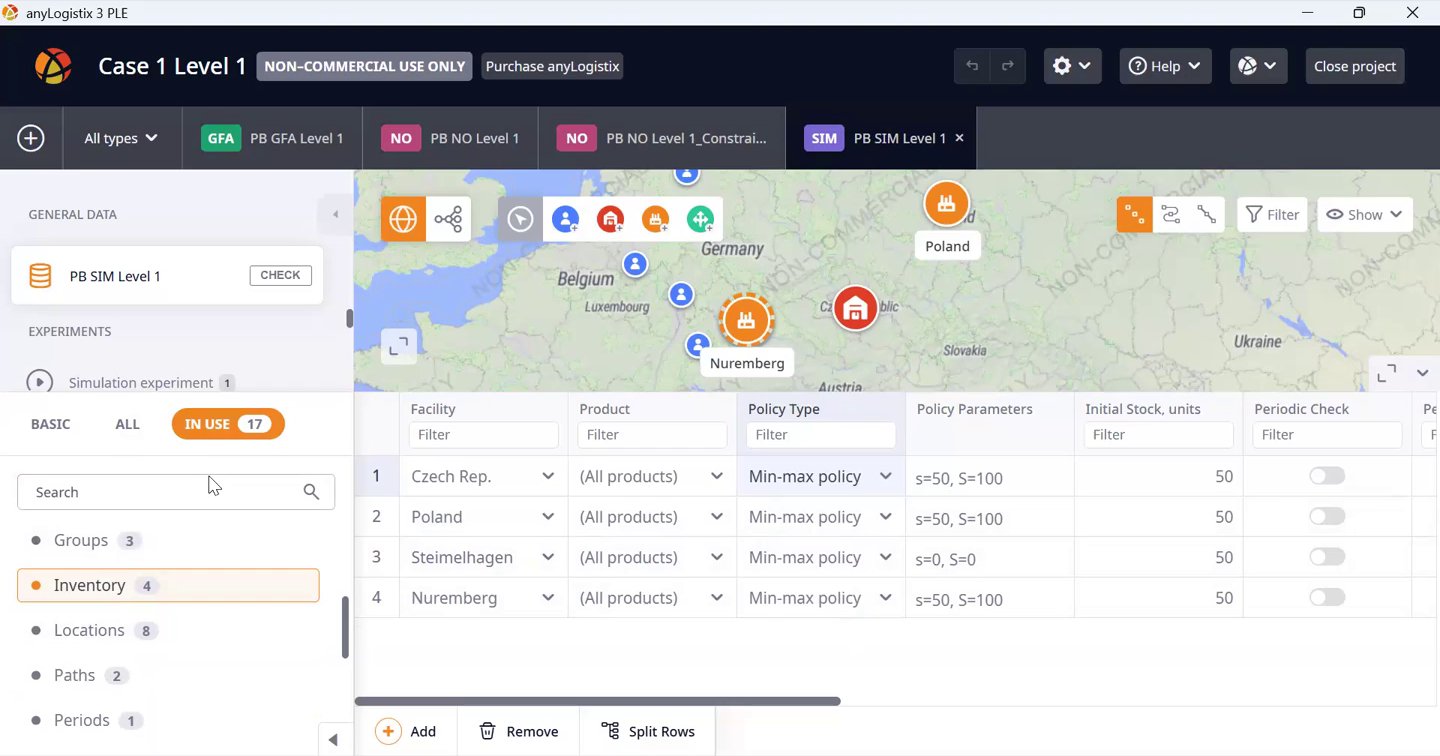 anyLogistix 3 PLE
Case 1 Level 1 NON-COMMERCIAL USE ONLY Purchase anyLogistix Help Close project
All types GFA PB GFA Level 1 NO PB NO Level 1 NO PB NO Level 1_Constrai... SIM PB SIM Level 1
GENERAL DATA
PB SIM Level 1 CHECK
EXPERIMENTS
Simulation experiment 1
BASIC ALL IN USE 17
Search
Groups 3
Inventory 4
Locations 8
Paths 2
Periods 1
Filter Show
Germany
Poland
Belgium
Luxembourg
Nuremberg
Slovakia
Ukraine
Austria
Facility Product Policy Type Policy Parameters Initial Stock, units Periodic Check Pe
Filter Filter Filter Filter Filter F
1 Czech Rep. (All products) Min-max policy s=50, S=100 50
2 Poland (All products) Min-max policy s=50, S=100 50
3 Steimelhagen (All products) Min-max policy s=0, S=0 50
4 Nuremberg (All products) Min-max policy s=50, S=100 50
Add Remove Split Rows